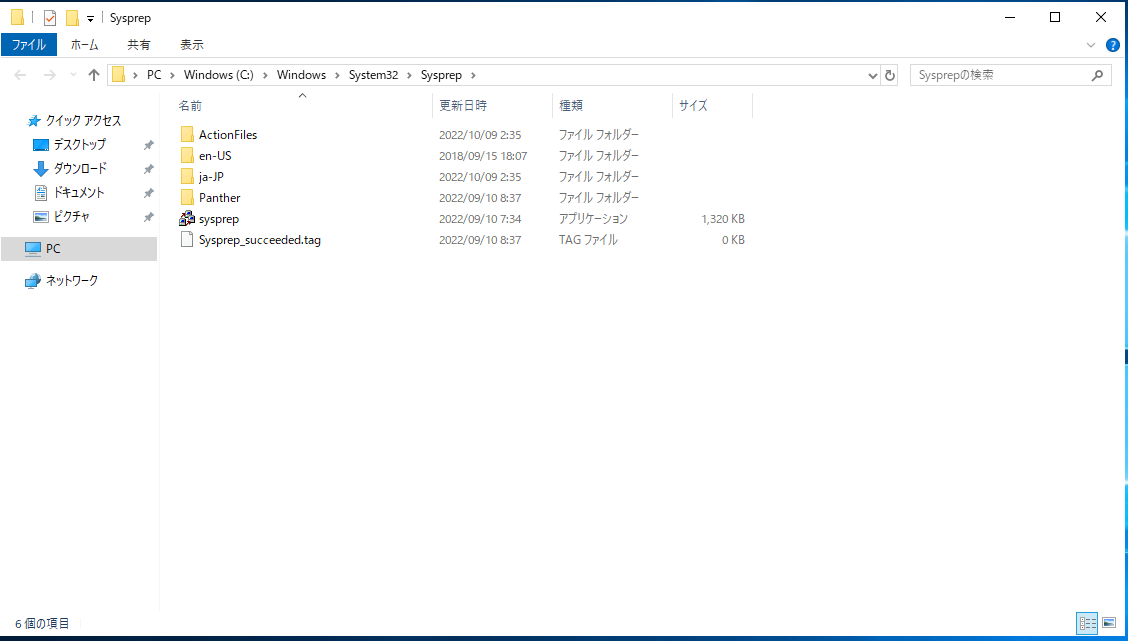 Sysprep
ファイル ホーム 共有 表示
PC Windows (C:) Windows System32 Sysprep Sysprepの検索
名前 更新日時 種類 サイズ
クイック アクセス
デスクトップ
ダウンロード
ドキュメント
ピクチャ
PC
ネットワーク
ActionFiles 2022/10/09 2:35 ファイル フォルダー
en-US 2018/09/15 18:07 ファイル フォルダー
ja-JP 2022/10/09 2:35 ファイル フォルダー
Panther 2022/09/10 8:37 ファイル フォルダー
sysprep 2022/09/10 7:34 アプリケーション 1,320 KB
Sysprep_succeeded.tag 2022/09/10 8:37 TAG ファイル 0 KB
6 個の項目